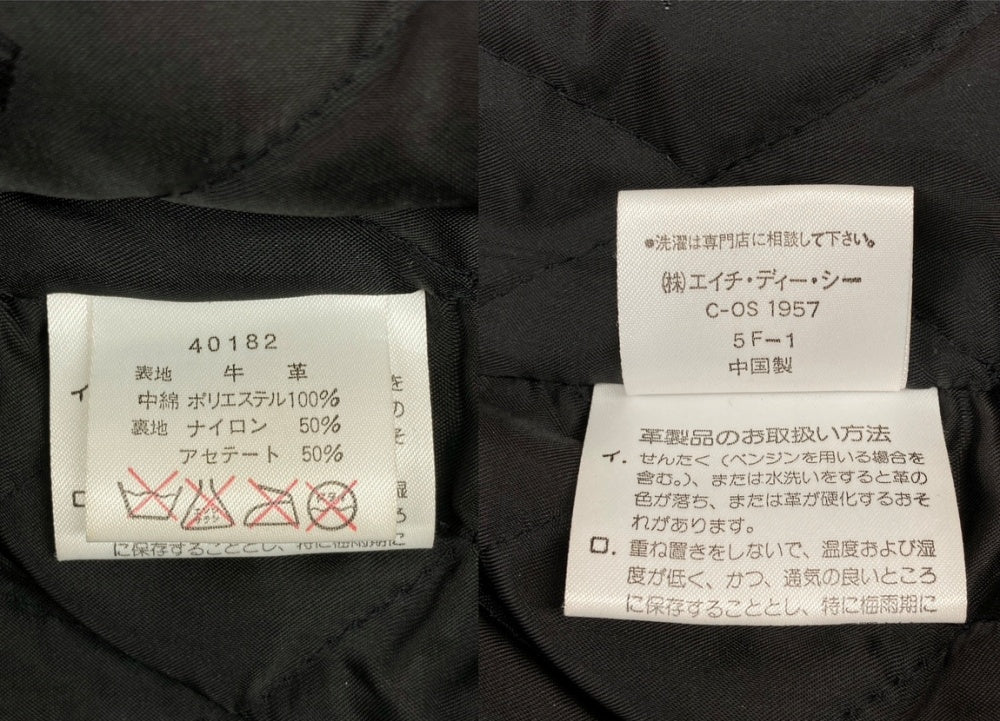 40182
表地 牛 革
中綿 ポリエステル100%
裏地 ナイロン 50%
アセテート 50%
イ
を
の
そ
ロ
湿
ろ
に保存することとし、特に梅雨期に
●洗濯は専門店に相談して下さい。
(株)エイチ・ディー・シー
C-OS 1957
5F-1
中国製
革製品のお取扱い方法
イ. せんたく(ベンジンを用いる場合を
含む。)、または水洗いをすると革の
色が落ち、または革が硬化するおそ
れがあります。
ロ. 重ね置きをしないで、温度および湿
度が低く、かつ、通気の良いところ
に保存することとし、特に梅雨期に